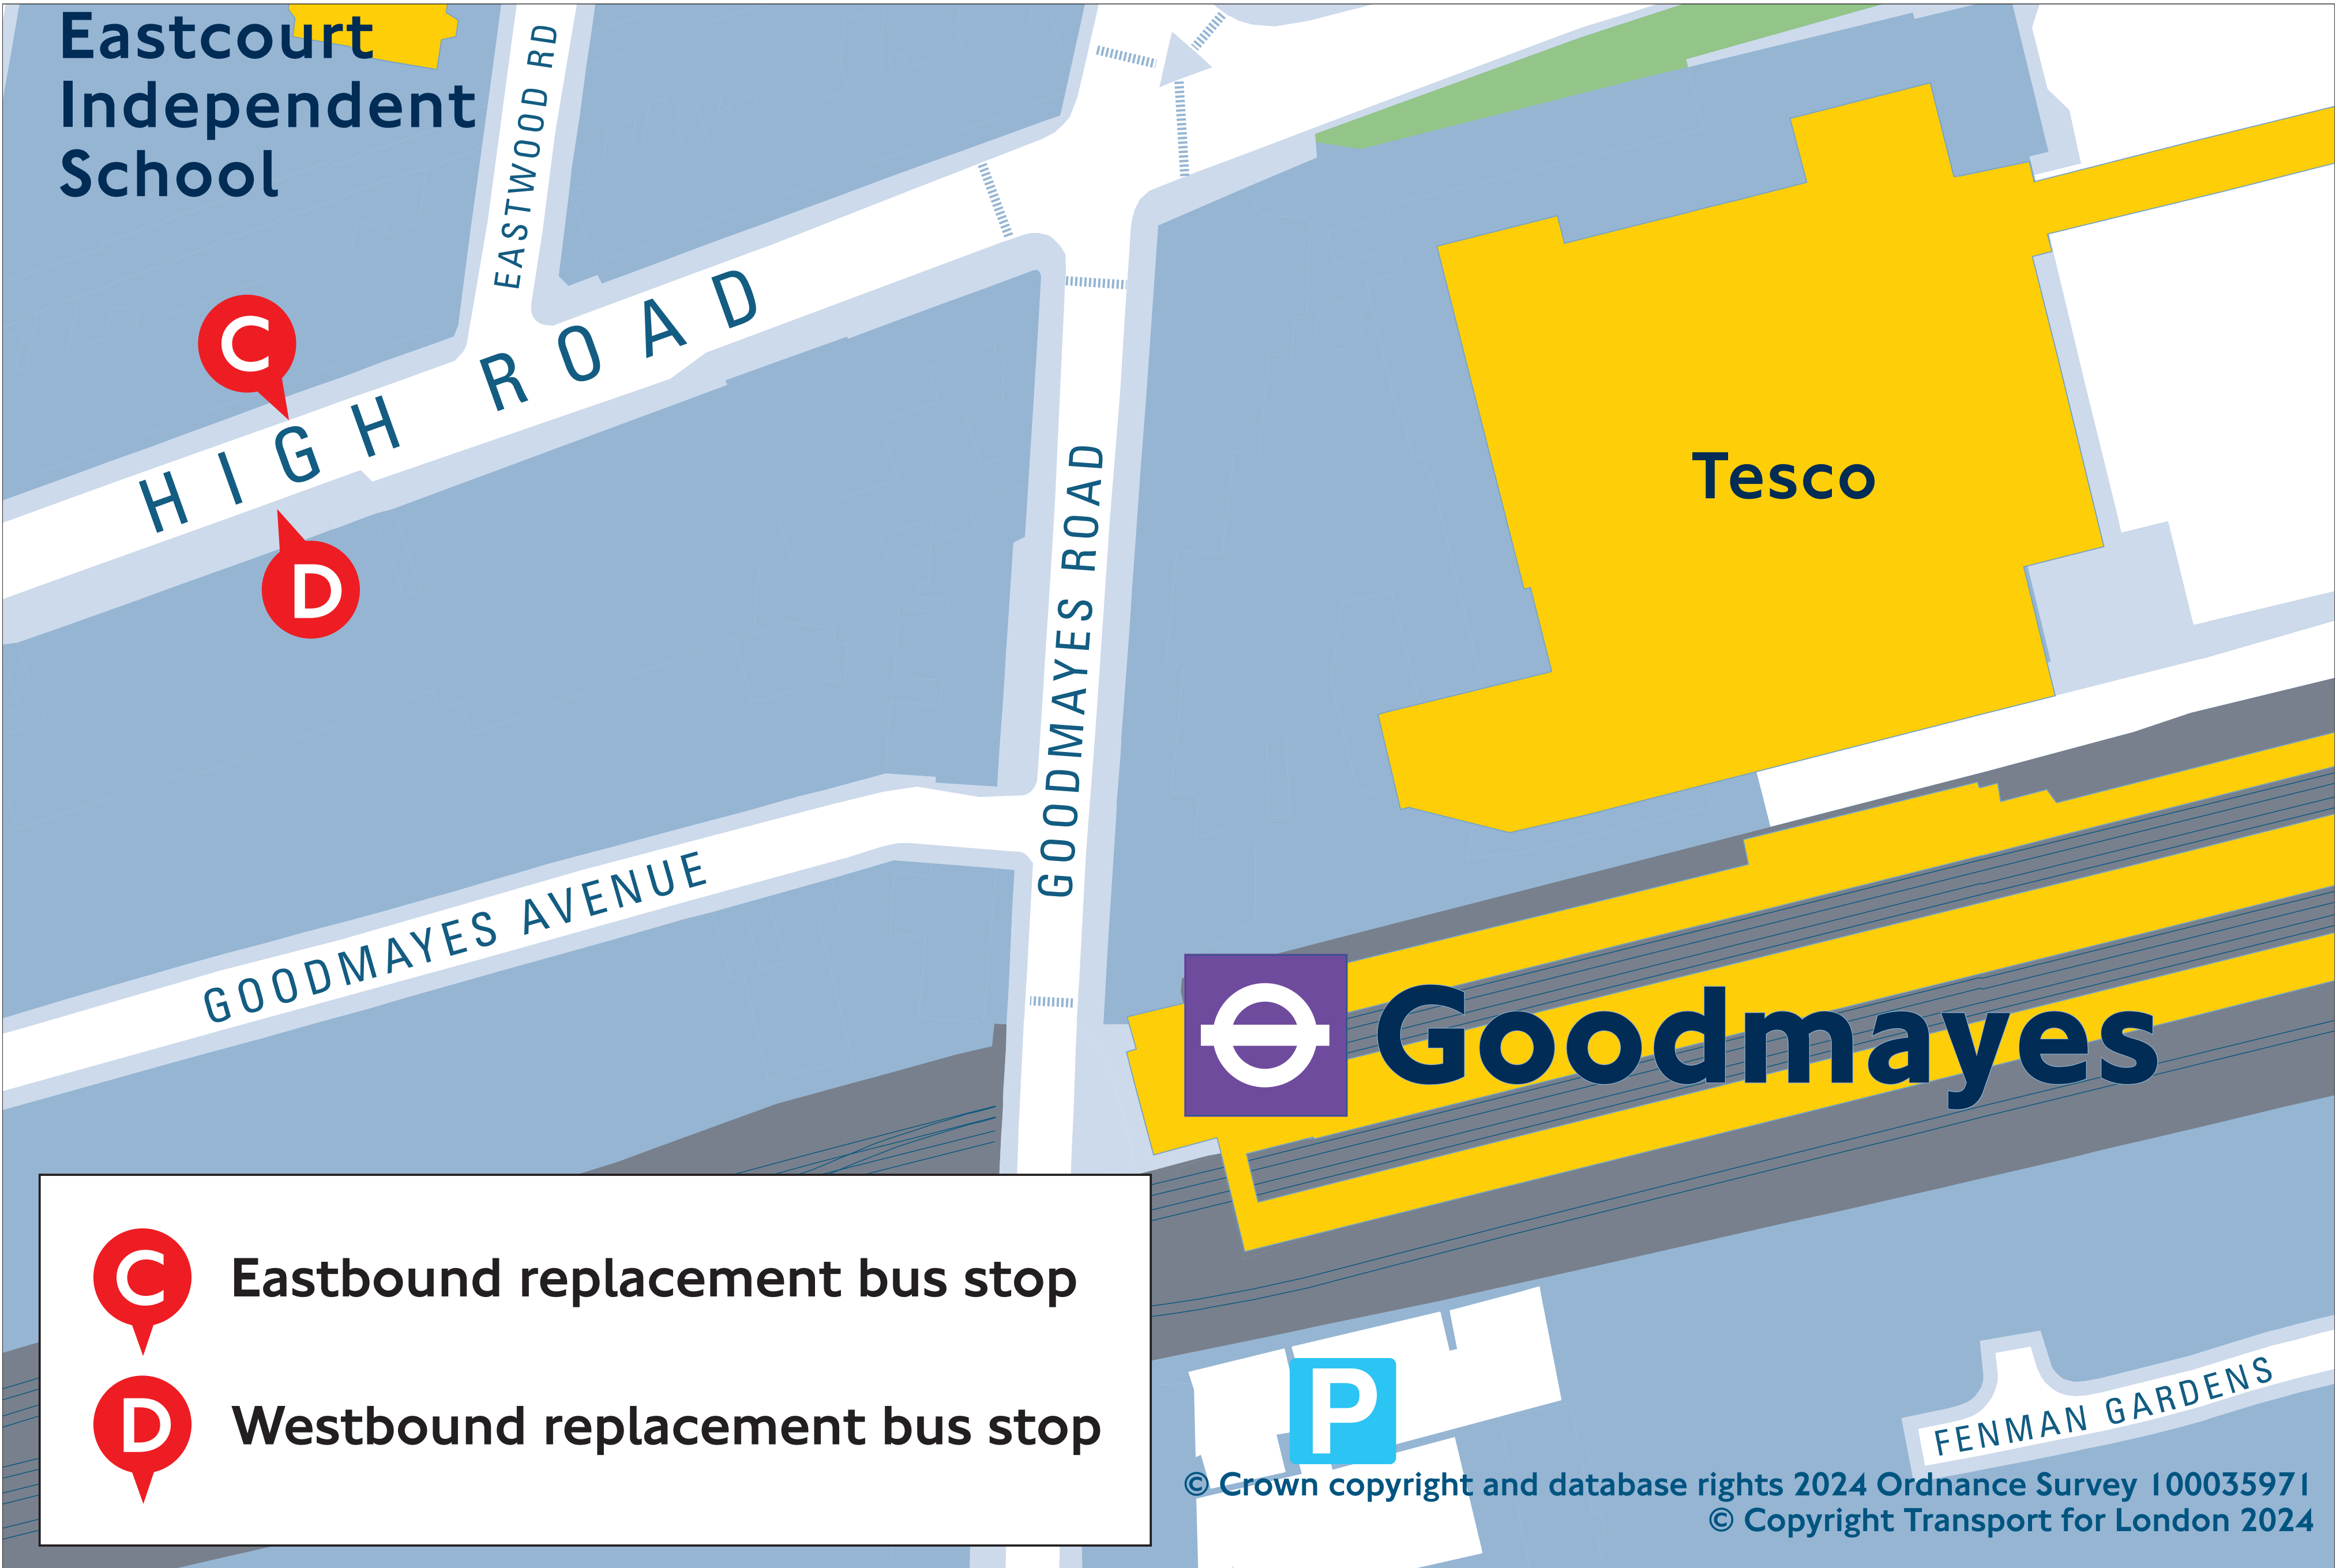 Eastcourt
Independent
School
EASTWOOD RD
C
HIGH ROAD
D
GOODMAYES ROAD
Tesco
GOODMAYES AVENUE
Goodmayes
C Eastbound replacement bus stop
D Westbound replacement bus stop
P
FENMAN GARDENS
© Crown copyright and database rights 2024 Ordnance Survey 100035971
© Copyright Transport for London 2024